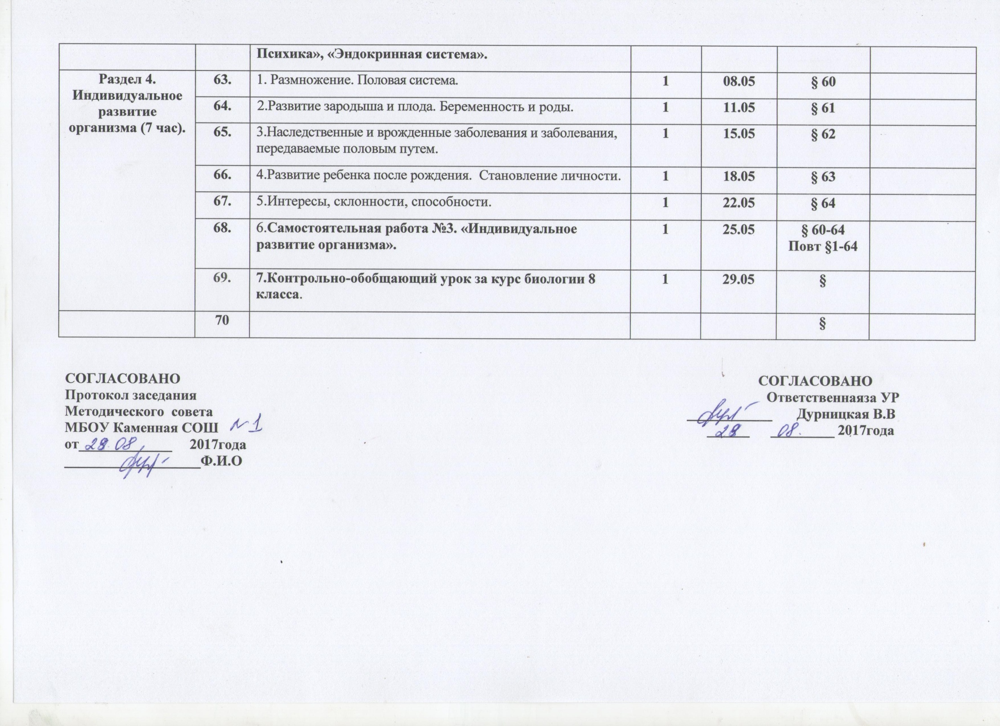 Психика», «Эндокринная система».
Раздел 4.
Индивидуальное
развитие
организма (7 час).
63. 1. Размножение. Половая система. 1 08.05 § 60
64. 2.Развитие зародыша и плода. Беременность и роды. 1 11.05 § 61
65. 3.Наследственные и врожденные заболевания и заболевания, 1 15.05 § 62
передаваемые половым путем.
66. 4.Развитие ребенка после рождения.  Становление личности. 1 18.05 § 63
67. 5.Интересы, склонности, способности. 1 22.05 § 64
68. 6.Самостоятельная работа №3. «Индивидуальное 1 25.05 § 60-64
развитие организма». Повт §1-64
69. 7.Контрольно-обобщающий урок за курс биологии 8 1 29.05 §
класса.
70 §
СОГЛАСОВАНО
Протокол заседания
Методического  совета
МБОУ Каменная СОШ №1
от 28.08. 2017года
Ф.И.О
СОГЛАСОВАНО
Ответственнаяза УР
Дурницкая В.В
28 08. 2017года